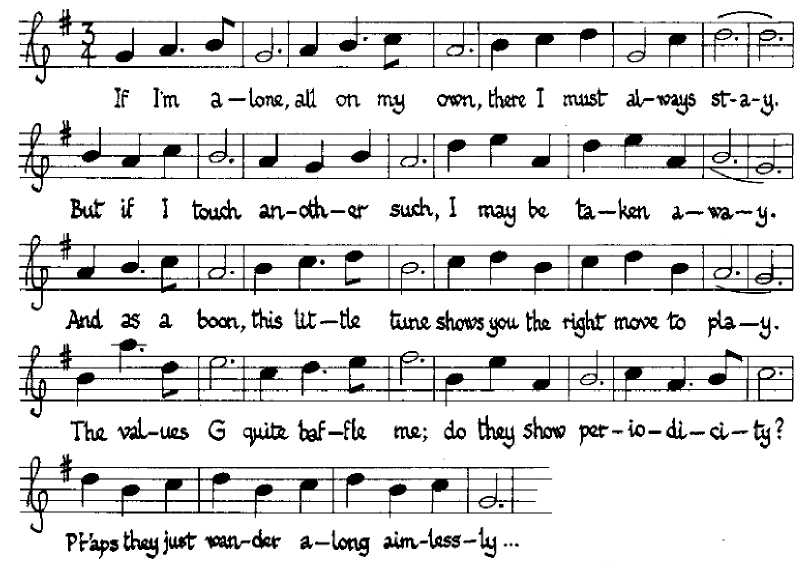 3 4
If I'm a–lone, all on my own, there I must al–ways st-a-y.
But if I touch an–oth–er such, I may be ta–ken a–wa–y.
And as a boon, this lit–tle tune shows you the right move to pla–y.
The val–ues G quite baf–fle me; do they show per–io–di–ci–ty?
P'r'aps they just wan–der a–long aim–less–ly ...